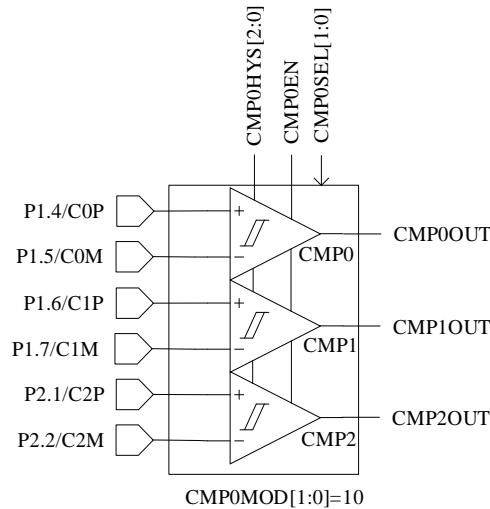 CMP0HYS[2:0]
CMP0EN
CMP0SEL[1:0]
P1.4/C0P
+
CMP0OUT
P1.5/C0M
−
CMP0
P1.6/C1P
+
CMP1OUT
P1.7/C1M
−
CMP1
P2.1/C2P
+
CMP2OUT
P2.2/C2M
−
CMP2
CMP0MOD[1:0]=10